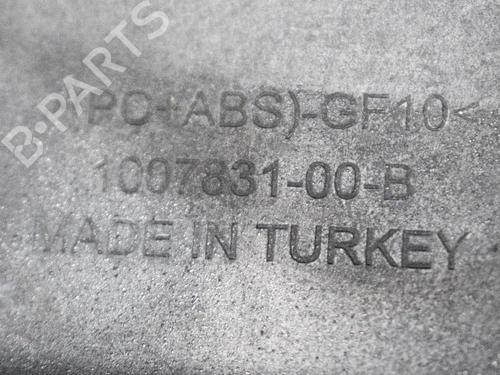 B-PARTS
(PC+ABS)-GF10<
1007831-00-B
MADE IN TURKEY